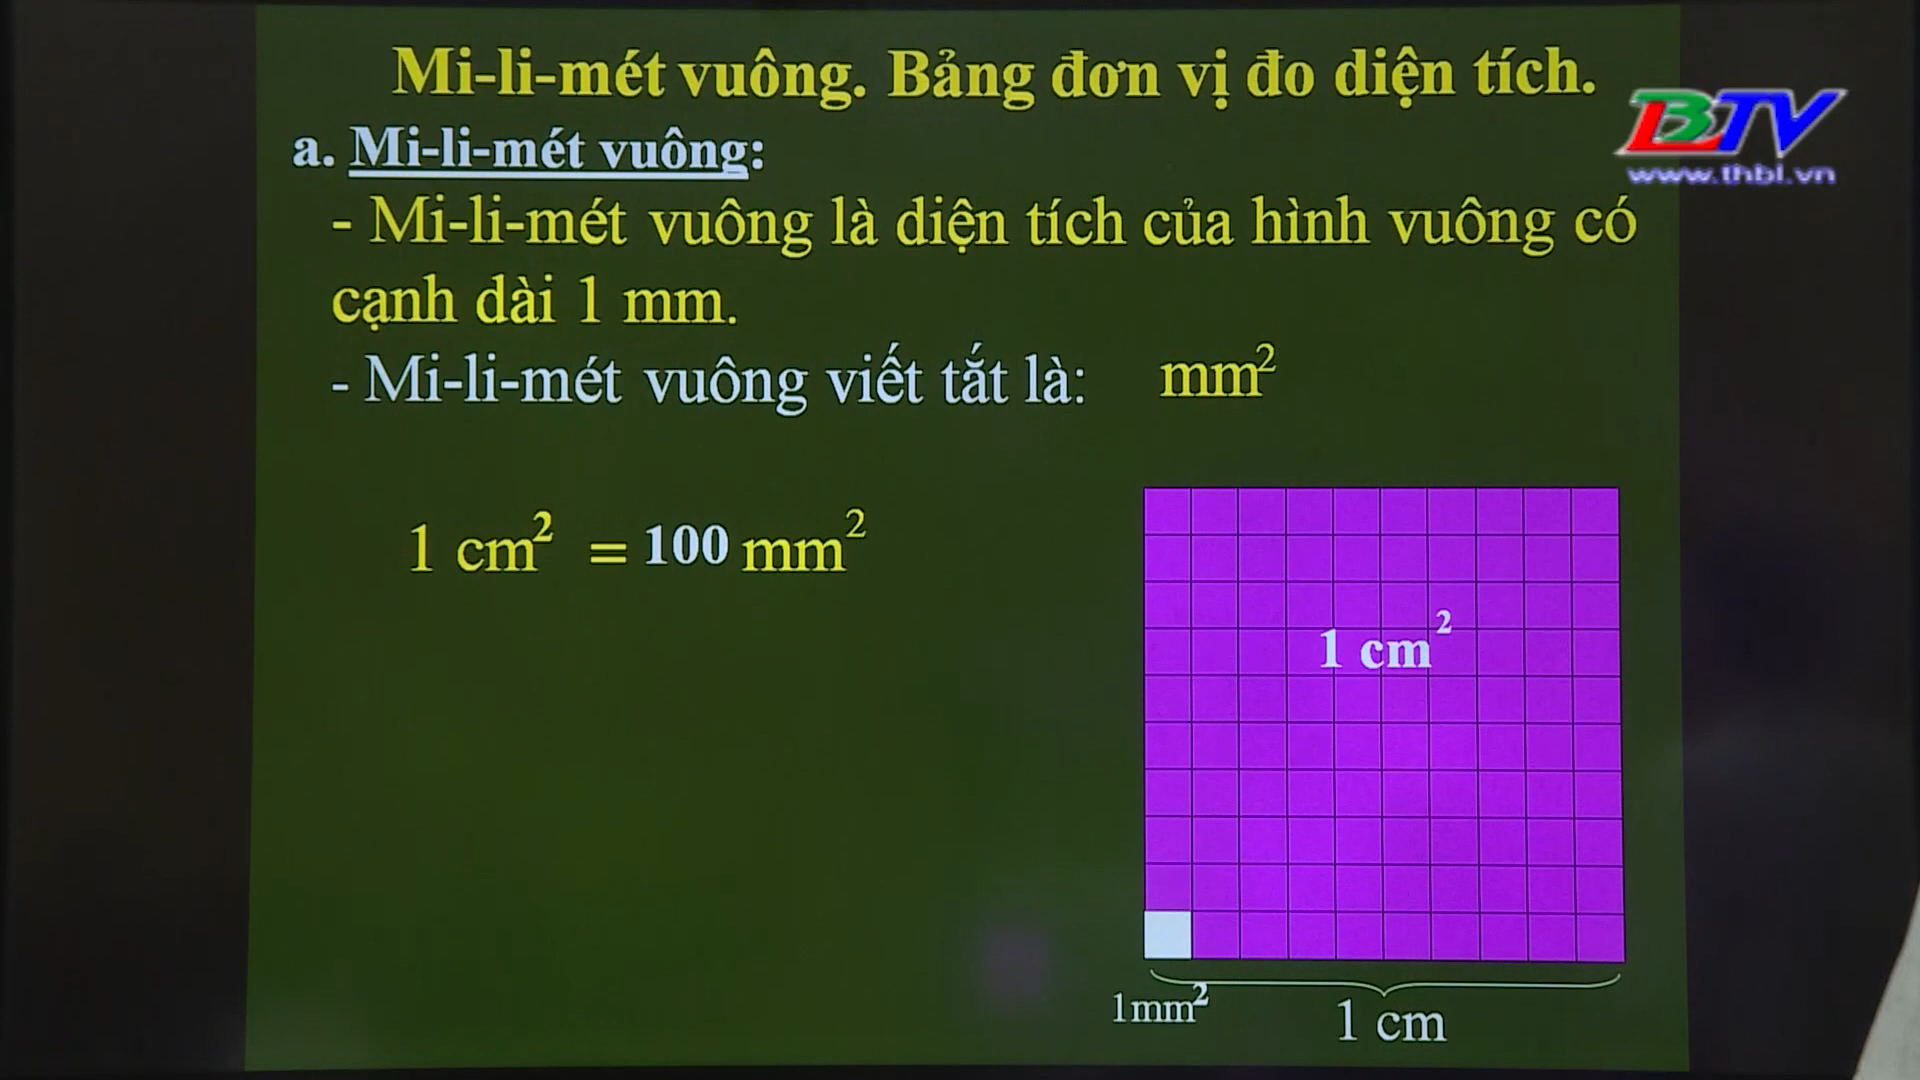 Mi-li-mét vuông. Bảng đơn vị đo diện tích.
BTV
www.thbl.vn
a. Mi-li-mét vuông:
- Mi-li-mét vuông là diện tích của hình vuông có
cạnh dài 1 mm.
- Mi-li-mét vuông viết tắt là: mm²
1 cm² = 100 mm²
1 cm²
1mm²
1 cm